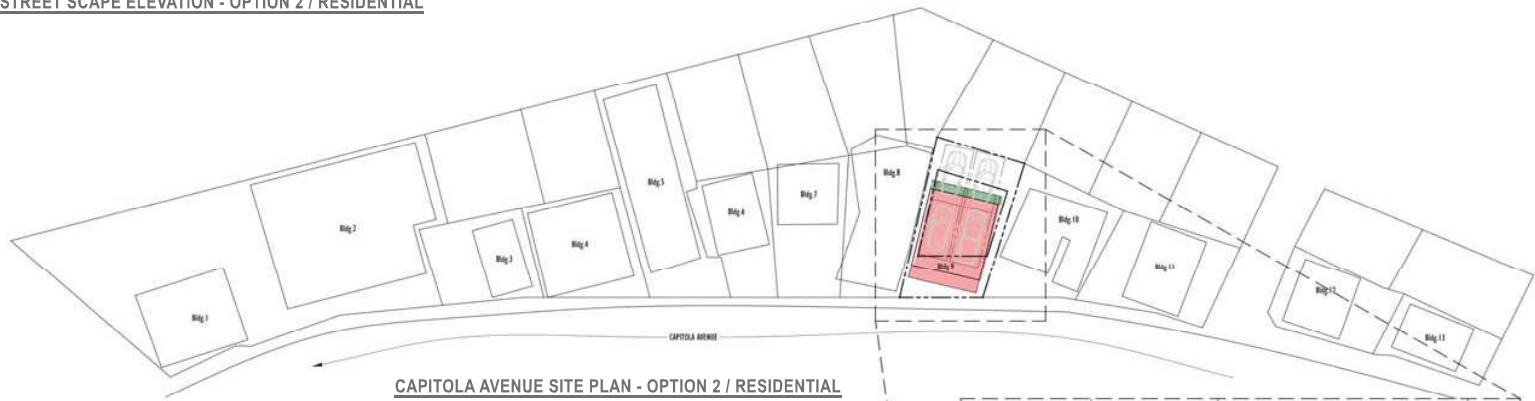 STREET SCAPE ELEVATION - OPTION 2 / RESIDENTIAL
Bldg.1
Bldg.2
Bldg.3
Bldg.4
Bldg.5
Bldg.6
Bldg.7
Bldg.8
Bldg.9
Bldg.10
Bldg.11
Bldg.12
Bldg.13
CAPITOLA AVENUE
CAPITOLA AVENUE SITE PLAN - OPTION 2 / RESIDENTIAL